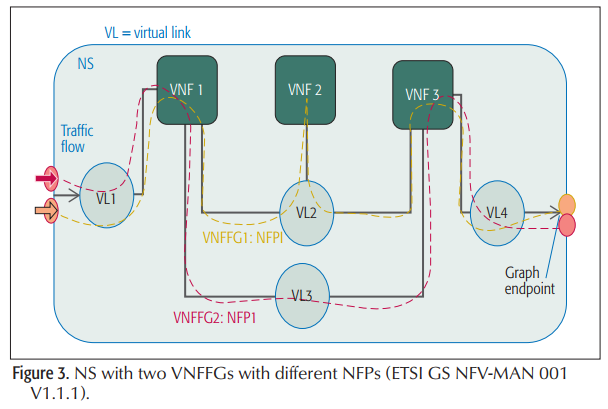 VL = virtual link
NS
VNF 1
VNF 2
VNF 3
Traffic
flow
VL1
VL2
VL4
VNFFG1: NFPI
VL3
VNFFG2: NFP1
Graph
endpoint
Figure 3. NS with two VNFFGs with different NFPs (ETSI GS NFV-MAN 001
V1.1.1).